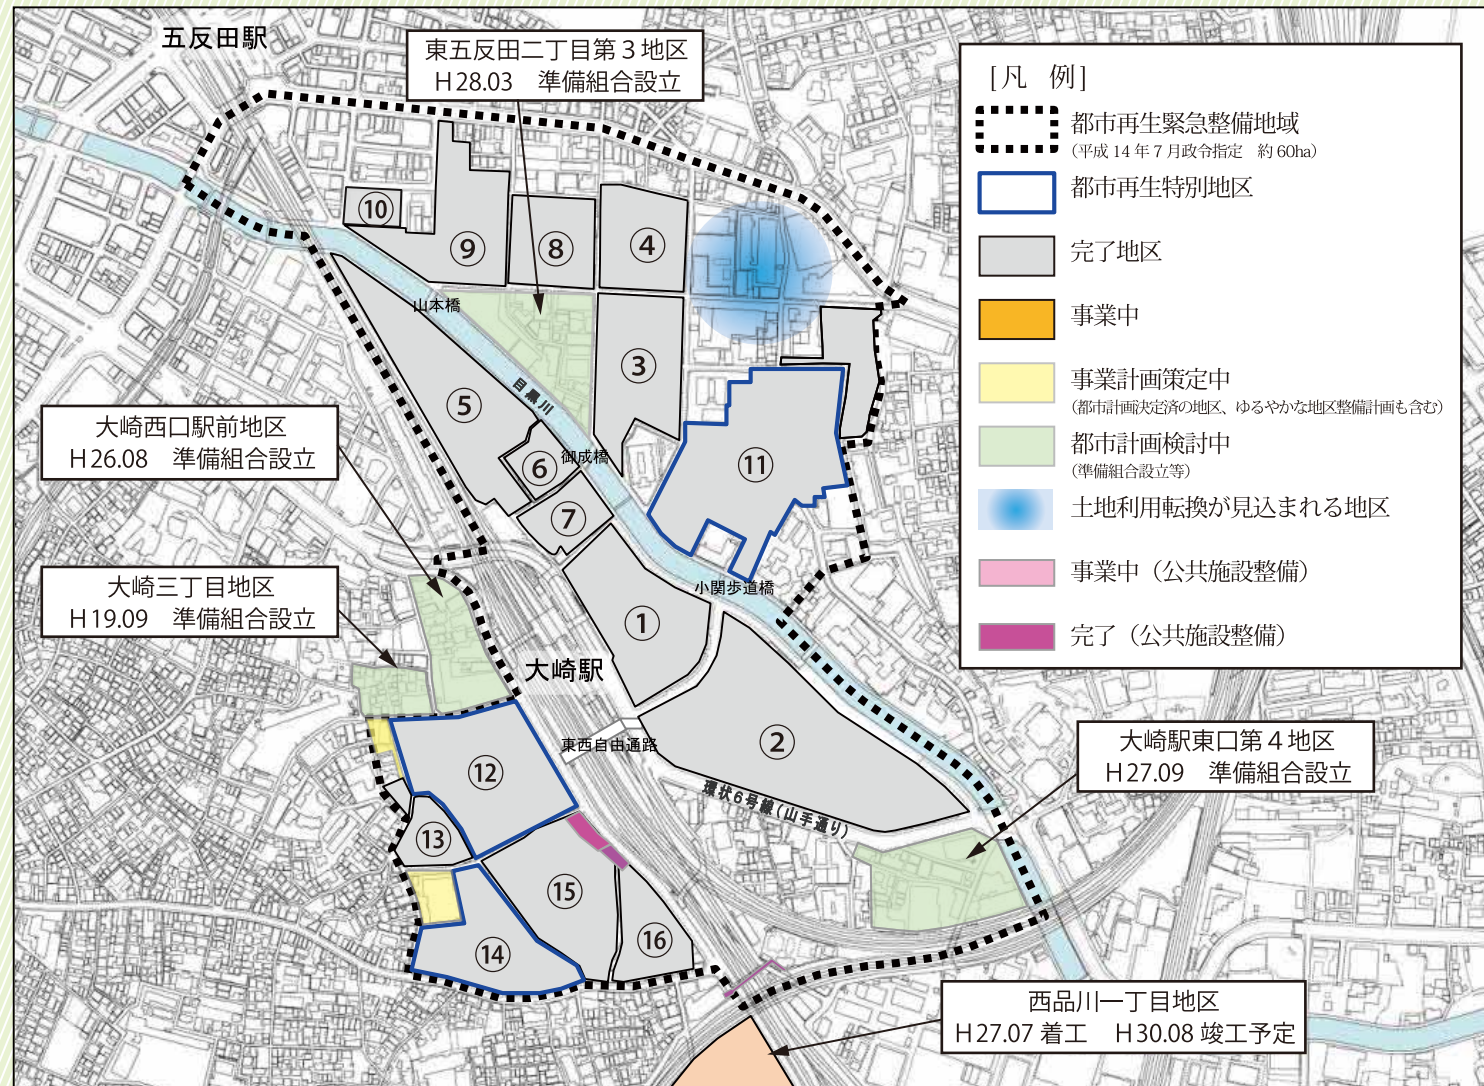 五反田駅
東五反田二丁目第３地区
H28.03　準備組合設立
[凡　例]
都市再生緊急整備地域
(平成 14 年 7 月政令指定　約 60ha)
都市再生特別地区
完了地区
事業中
事業計画策定中
(都市計画決定済の地区、ゆるやかな地区整備計画も含む)
都市計画検討中
(準備組合設立等)
土地利用転換が見込まれる地区
事業中（公共施設整備）
完了（公共施設整備）
⑩
⑨
⑧
④
山本橋
③
目黒川
⑤
大崎西口駅前地区
H26.08　準備組合設立
⑥
御成橋
⑪
⑦
大崎三丁目地区
H19.09　準備組合設立
小関歩道橋
①
大崎駅
東西自由通路
②
大崎駅東口第４地区
H27.09　準備組合設立
⑫
環状6号線（山手通り）
⑬
⑮
⑯
⑭
西品川一丁目地区
H27.07 着工　H30.08 竣工予定